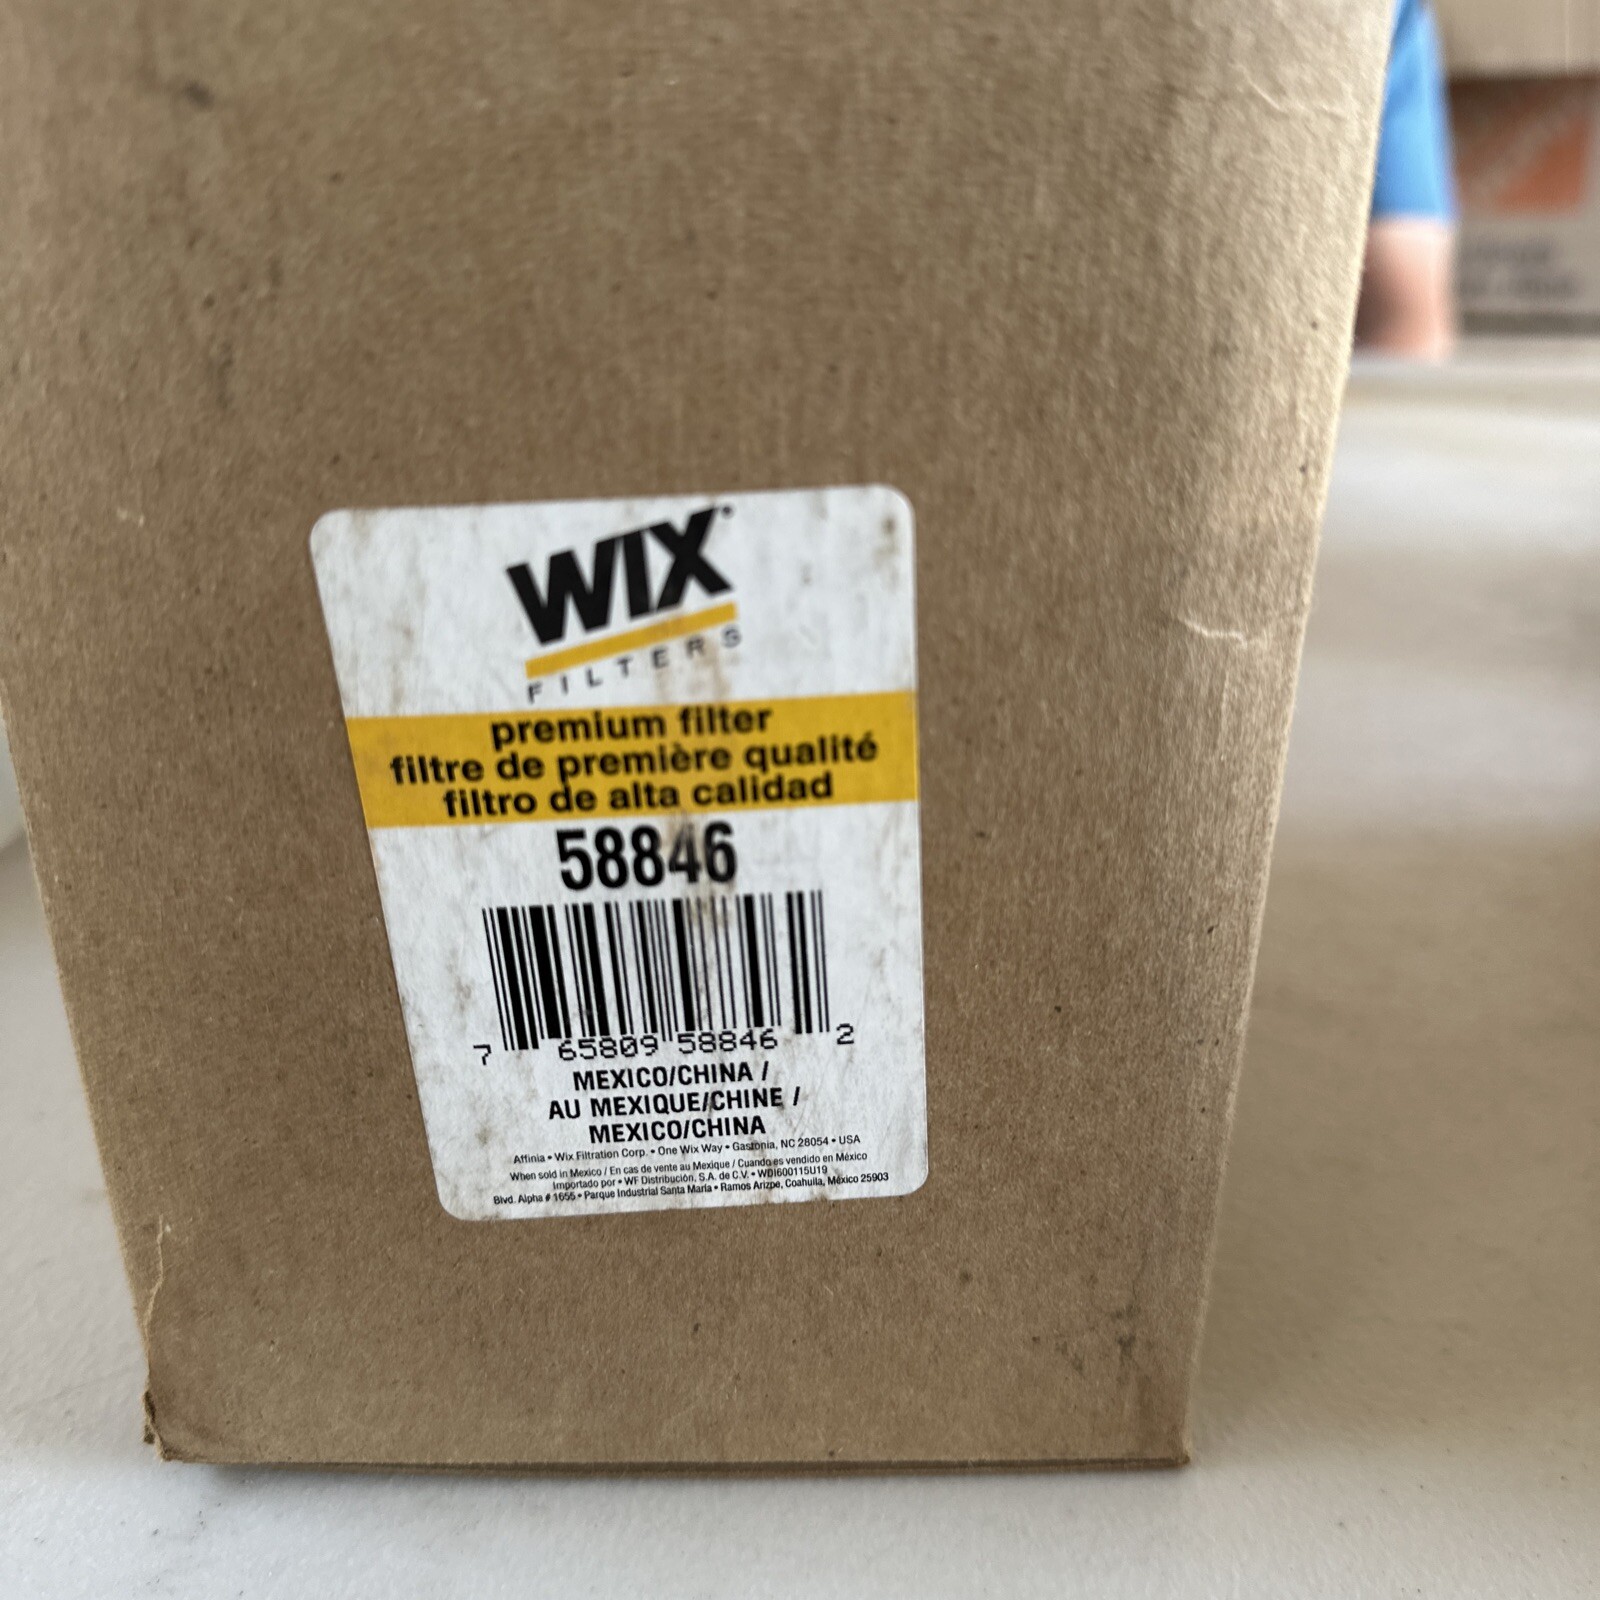 WIX
FILTERS
premium filter
filtre de première qualité
filtro de alta calidad
58846
7 65809 58846 2
MEXICO/CHINA /
AU MEXIQUE/CHINE /
MEXICO/CHINA
Affinia • Wix Filtration Corp. • One Wix Way • Gastonia, NC 28054 • USA
When sold in Mexico / En cas de vente au Mexique / Cuando es vendido en México
Importado por • WF Distribución, S.A. de C.V. • WDI600115U19
Blvd. Alpha # 1655 • Parque Industrial Santa María • Ramos Arizpe, Coahuila, México 25903